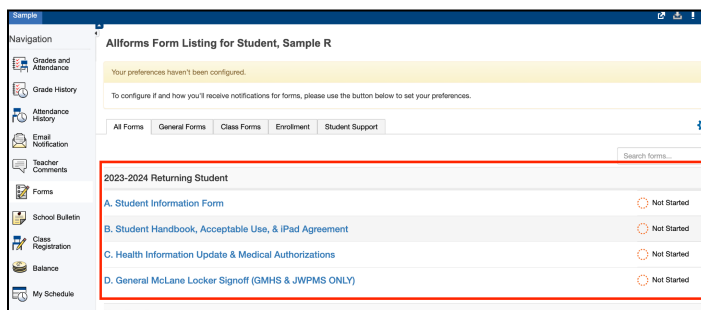 Sample
Navigation
Allforms Form Listing for Student, Sample R
Grades and
Attendance
Your preferences haven't been configured.
Grade History
To configure if and how you'll receive notifications for forms, please use the button below to set your preferences.
Attendance
History
All Forms General Forms Class Forms Enrollment Student Support
Email
Notification
Search forms...
Teacher
Comments
2023-2024 Returning Student
Forms
A. Student Information Form Not Started
School Bulletin
B. Student Handbook, Acceptable Use, & iPad Agreement Not Started
Class
Registration
C. Health Information Update & Medical Authorizations Not Started
Balance
D. General McLane Locker Signoff (GMHS & JWPMS ONLY) Not Started
My Schedule